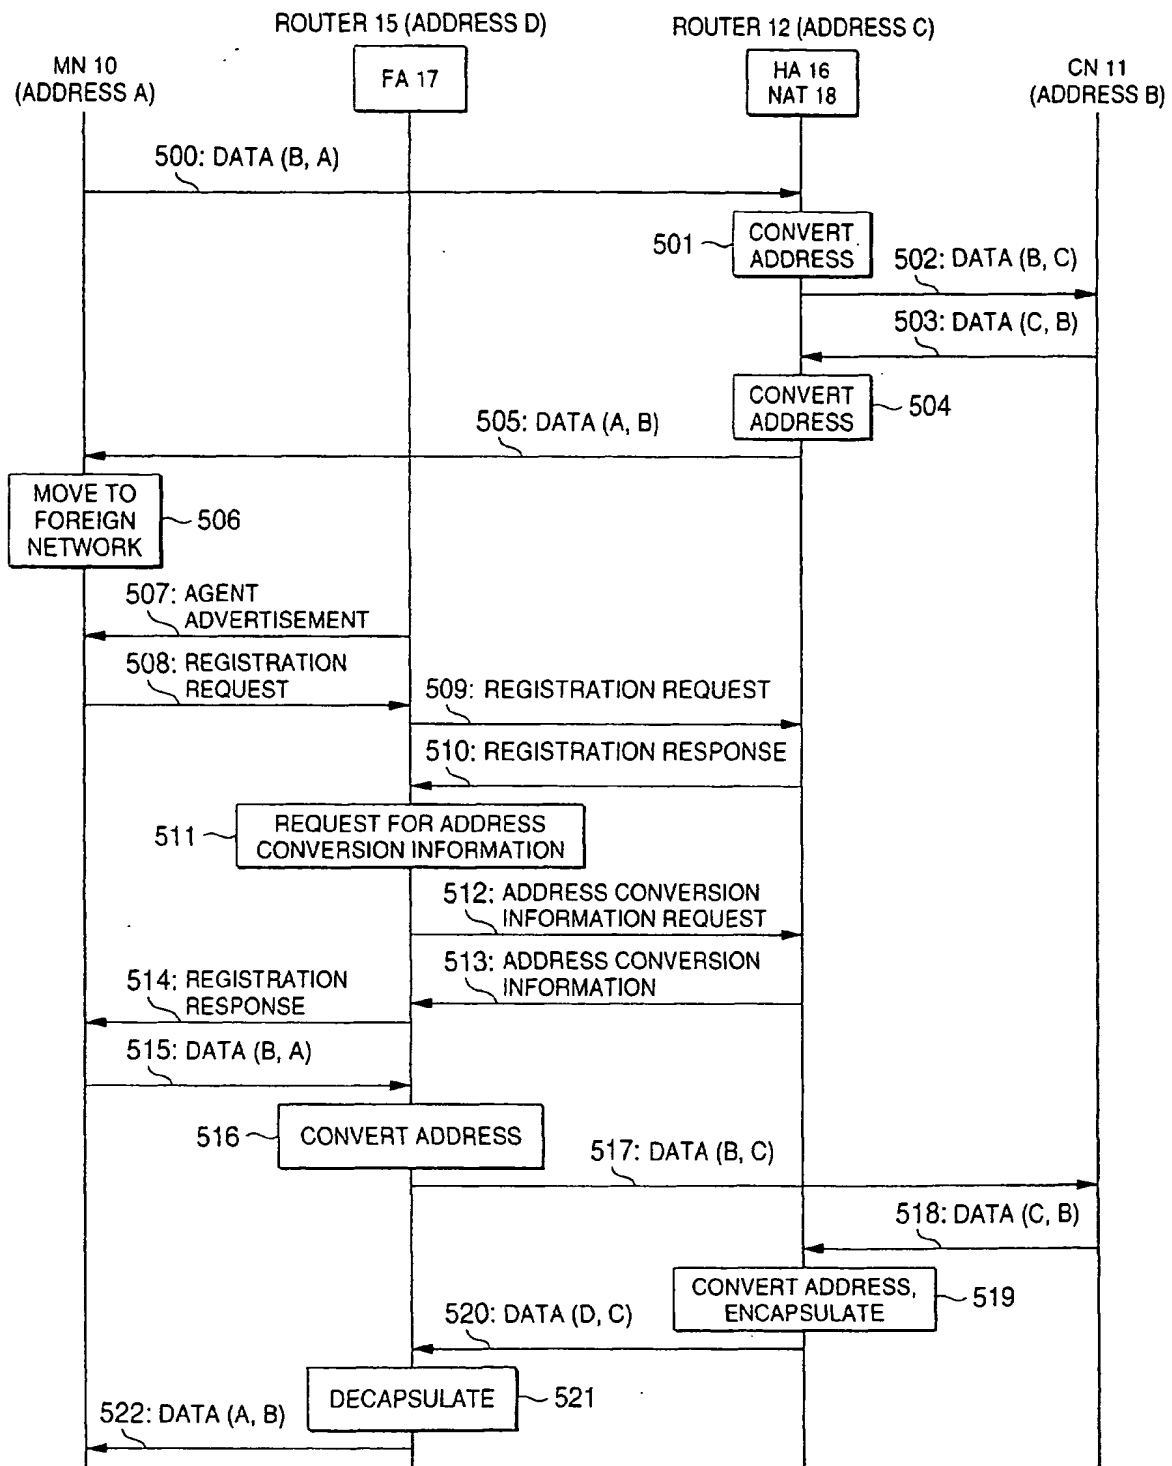 ROUTER 15 (ADDRESS D)
ROUTER 12 (ADDRESS C)
MN 10
(ADDRESS A)
FA 17
HA 16
NAT 18
CN 11
(ADDRESS B)
500: DATA (B, A)
501
CONVERT
ADDRESS
502: DATA (B, C)
503: DATA (C, B)
CONVERT
ADDRESS
504
505: DATA (A, B)
MOVE TO
FOREIGN
NETWORK
506
507: AGENT
ADVERTISEMENT
508: REGISTRATION
REQUEST
509: REGISTRATION REQUEST
510: REGISTRATION RESPONSE
511
REQUEST FOR ADDRESS
CONVERSION INFORMATION
512: ADDRESS CONVERSION
INFORMATION REQUEST
513: ADDRESS CONVERSION
INFORMATION
514: REGISTRATION
RESPONSE
515: DATA (B, A)
516
CONVERT ADDRESS
517: DATA (B, C)
518: DATA (C, B)
CONVERT ADDRESS,
ENCAPSULATE
519
520: DATA (D, C)
DECAPSULATE
521
522: DATA (A, B)